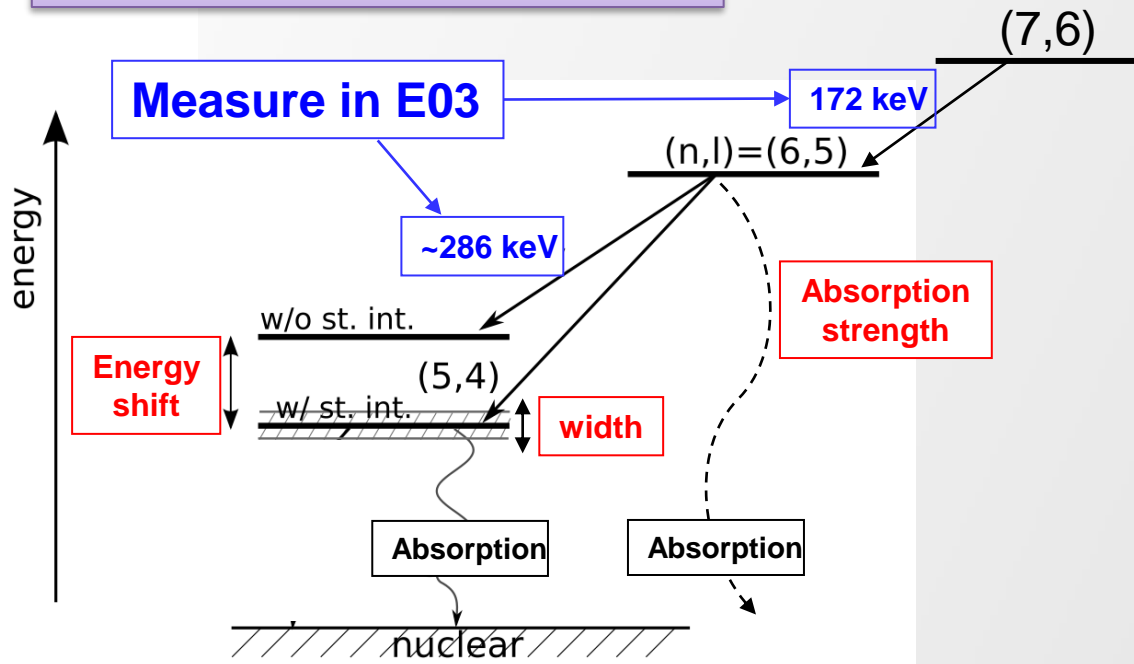 (7,6)
Measure in E03
172 keV
(n,l)=(6,5)
energy
~286 keV
Absorption
strength
w/o st. int.
Energy
shift
(5,4)
w/ st. int.
width
Absorption
Absorption
nuclear